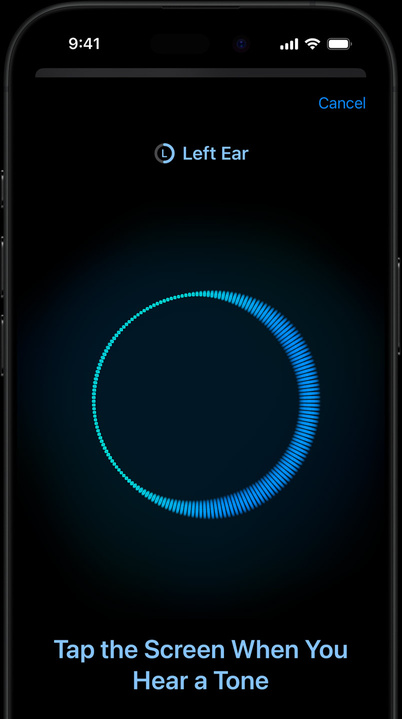 9:41
Cancel
L Left Ear
Tap the Screen When You
Hear a Tone